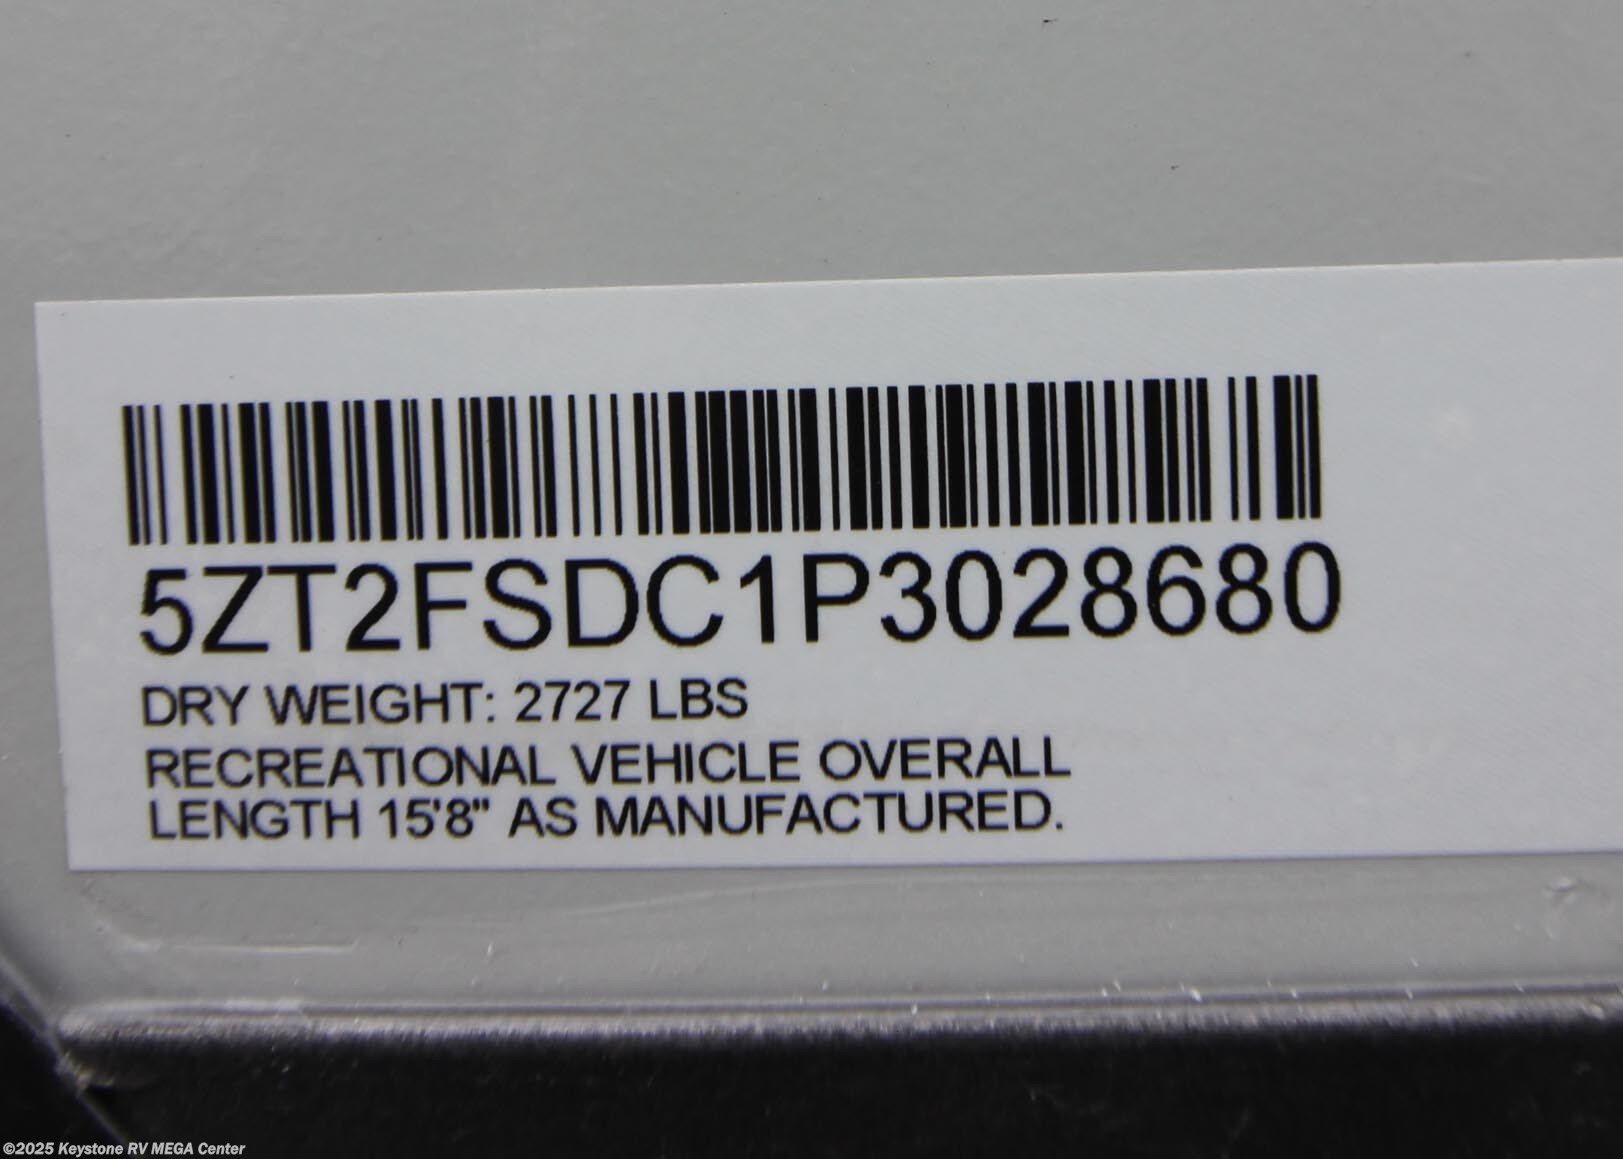 5ZT2FSDC1P3028680
DRY WEIGHT: 2727 LBS
RECREATIONAL VEHICLE OVERALL
LENGTH 15'8" AS MANUFACTURED.
©2025 Keystone RV MEGA Center